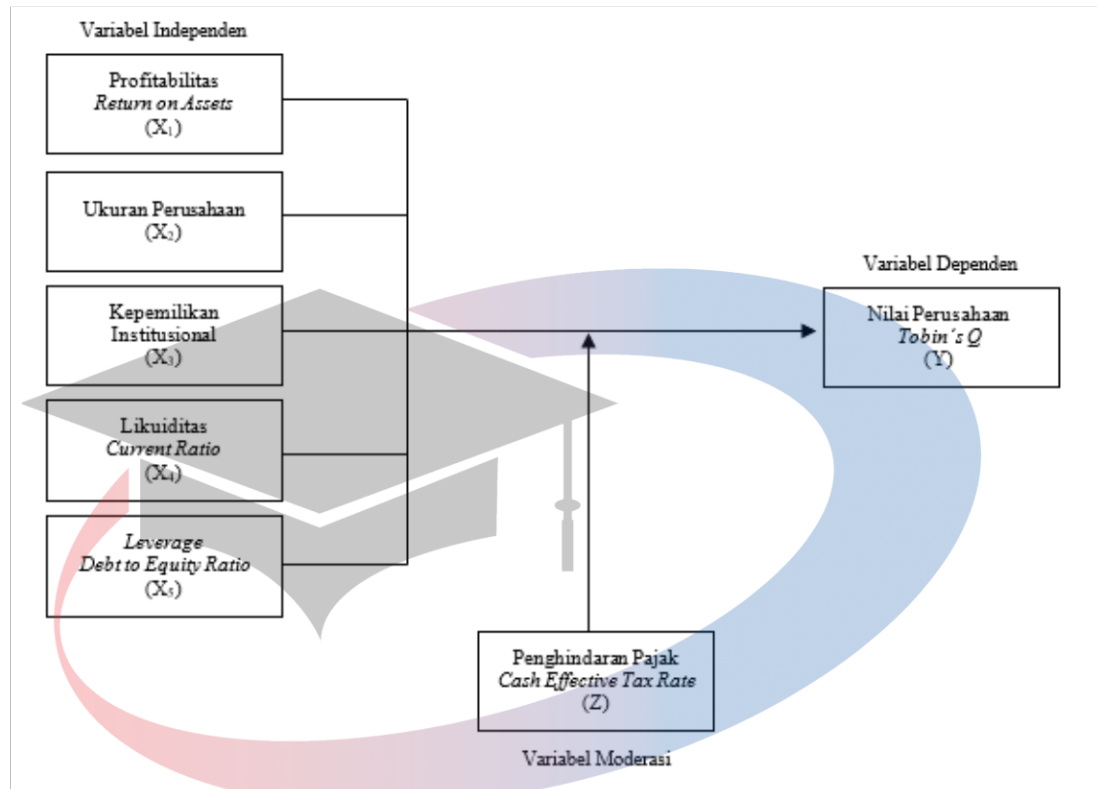 Variabel Independen
Profitabilitas
Return on Assets
(X₁)
Ukuran Perusahaan
(X₂)
Kepemilikan
Institusional
(X₃)
Likuiditas
Current Ratio
(X₄)
Leverage
Debt to Equity Ratio
(X₅)
Variabel Dependen
Nilai Perusahaan
Tobin´s Q
(Y)
Penghindaran Pajak
Cash Effective Tax Rate
(Z)
Variabel Moderasi